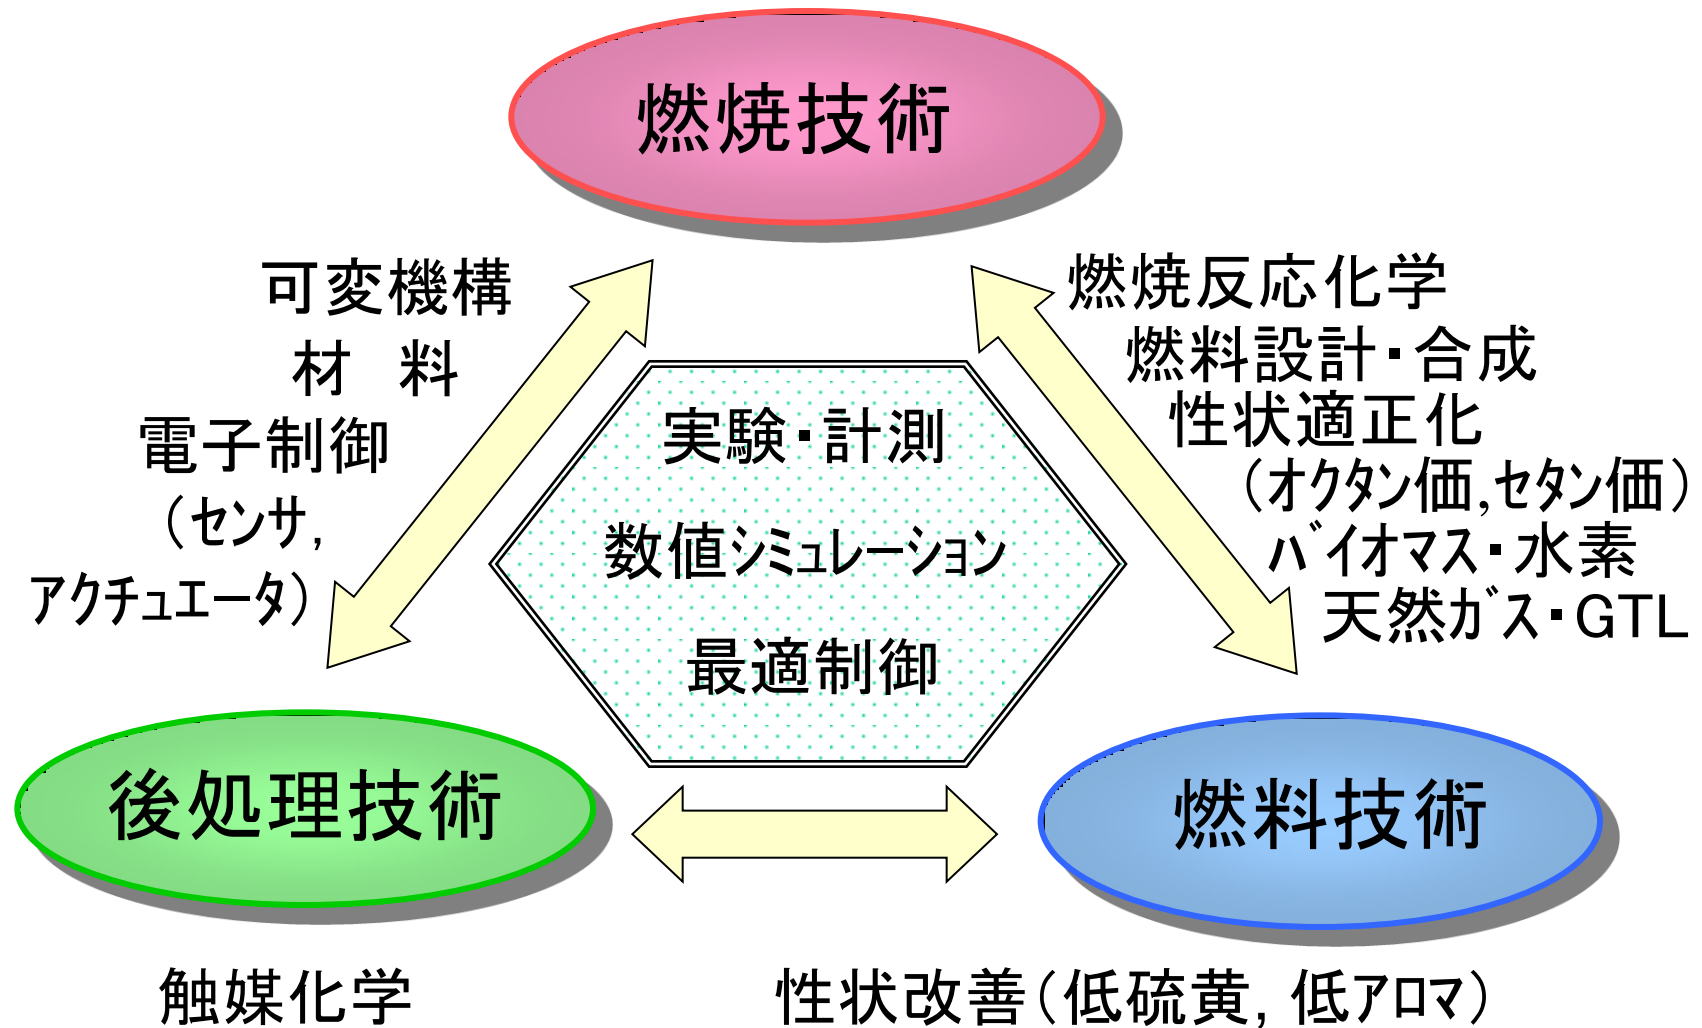 燃焼技術
可変機構
材　料
電子制御
（ｾﾝｻ,
ｱｸﾁｭｴｰﾀ）
燃焼反応化学
燃料設計・合成
性状適正化
（ｵｸﾀﾝ価,ｾﾀﾝ価）
ﾊﾞｲｵﾏｽ・水素
天然ｶﾞｽ・GTL
実験・計測
数値ｼﾐｭﾚｰｼｮﾝ
最適制御
後処理技術
燃料技術
触媒化学
性状改善（低硫黄, 低ｱﾛﾏ）